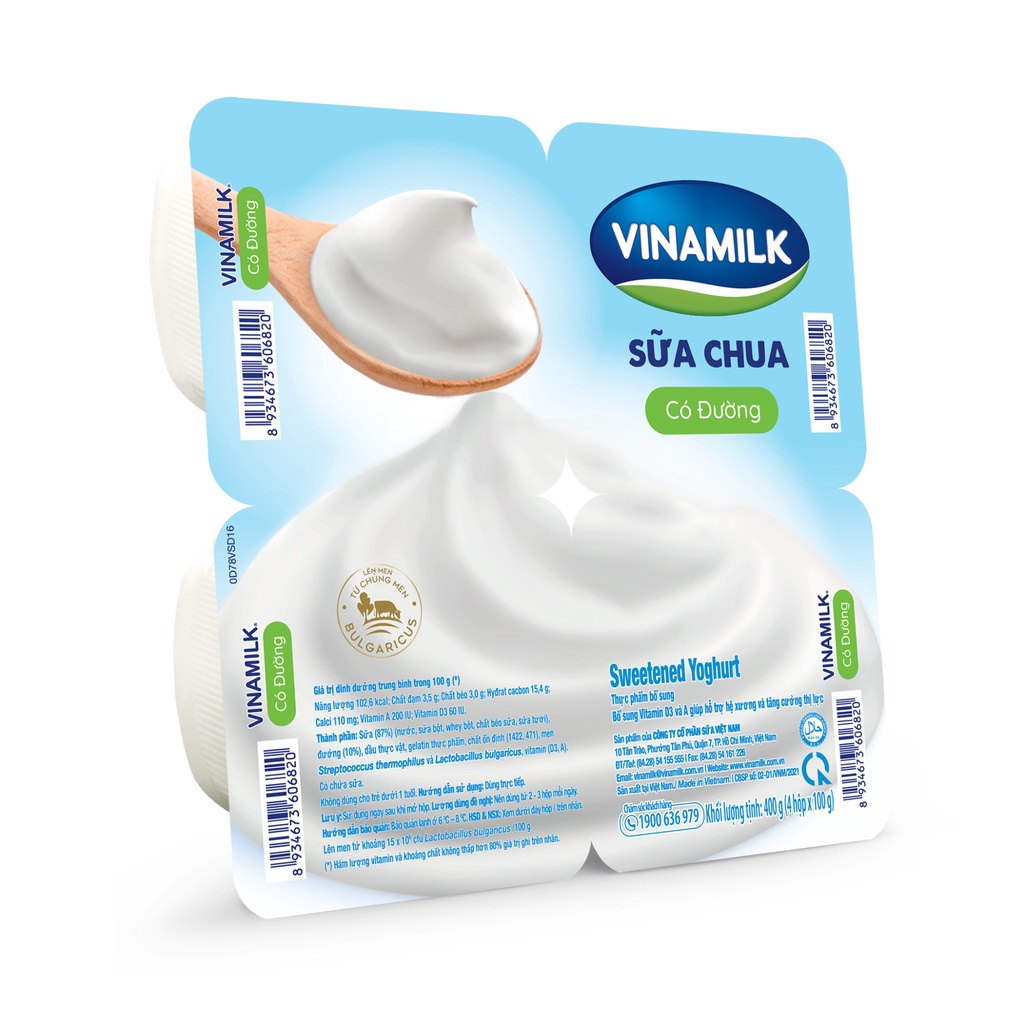 VINAMILK
SỮA CHUA
Có Đường
VINAMILK.
Có Đường
8 934673 606820
8 934673 606820
0D78VSD16
LÊN MEN
TỪ CHỦNG MEN
BULGARICUS
VINAMILK.
Có Đường
8 934673 606820
Giá trị dinh dưỡng trung bình trong 100 g (*)
Năng lượng 102,6 kcal; Chất đạm 3,5 g; Chất béo 3,0 g; Hyđrat cacbon 15,4 g;
Calci 110 mg; Vitamin A 200 IU; Vitamin D3 60 IU.
Thành phần: Sữa (87%) (nước, sữa bột, whey bột, chất béo sữa, sữa tươi),
đường (10%), dầu thực vật, gelatin thực phẩm, chất ổn định (1422, 471), men
Streptococcus thermophilus và Lactobacillus bulgaricus, vitamin (D3, A).
Có chứa sữa.
Không dùng cho trẻ dưới 1 tuổi. Hướng dẫn sử dụng: Dùng trực tiếp.
Lưu ý: Sử dụng ngay sau khi mở hộp. Lượng dùng đề nghị: Nên dùng từ 2 - 3 hộp mỗi ngày.
Hướng dẫn bảo quản: Bảo quản lạnh ở 6 °C – 8 °C. HSD & NSX: Xem dưới đáy hộp / trên nhãn.
Lên men từ khoảng 15 x 10⁶ cfu Lactobacillus bulgaricus /100 g.
(*) Hàm lượng vitamin và khoáng chất không thấp hơn 80% giá trị ghi trên nhãn.
Sweetened Yoghurt
Thực phẩm bổ sung
Bổ sung Vitamin D3 và A giúp hỗ trợ hệ xương và tăng cường thị lực
Sản phẩm của CÔNG TY CỔ PHẦN SỮA VIỆT NAM
10 Tân Trào, Phường Tân Phú, Quận 7, TP. Hồ Chí Minh, Việt Nam
ĐT/Tel: (84.28) 54 155 555 | Fax: (84.28) 54 161 226
Email: vinamilk@vinamilk.com.vn | Website: www.vinamilk.com.vn
Sản xuất tại Việt Nam./ Made in Vietnam. | CBSP số: 02-01/VNM/2021
Chăm sóc khách hàng
1900 636 979
Khối lượng tịnh: 400 g (4 hộp x 100 g)
VINAMILK.
Có Đường
8 934673 606820